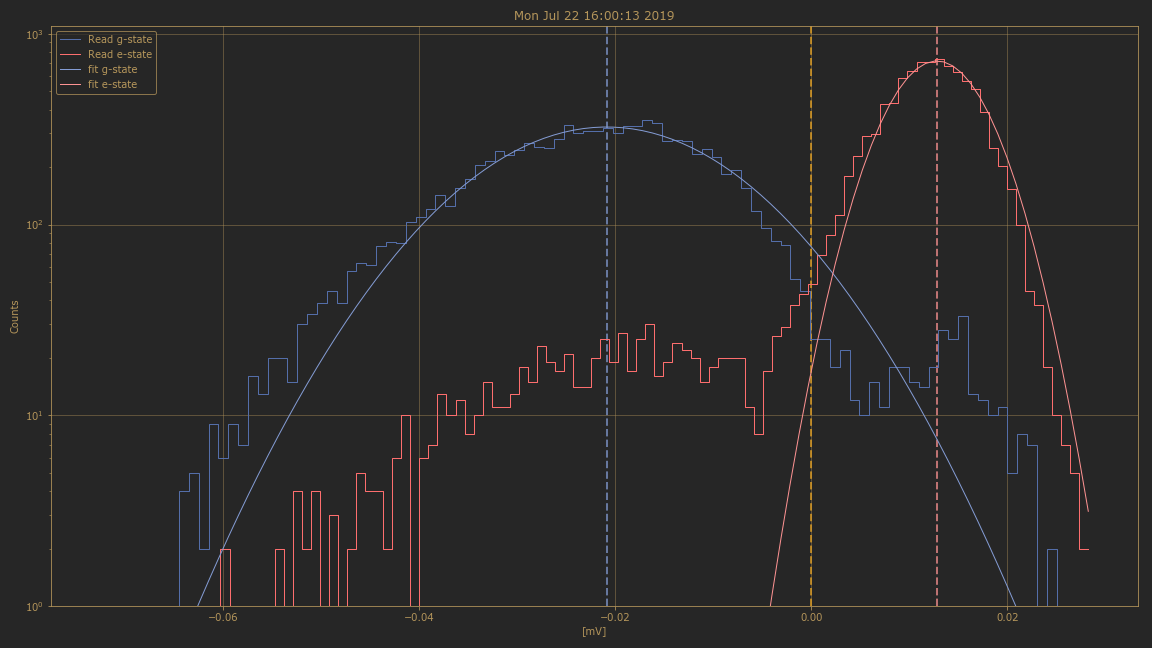 Mon Jul 22 16:00:13 2019
Read g-state
Read e-state
fit g-state
fit e-state
Counts
10³
10²
10¹
10⁰
−0.06 −0.04 −0.02 0.00 0.02
[mV]